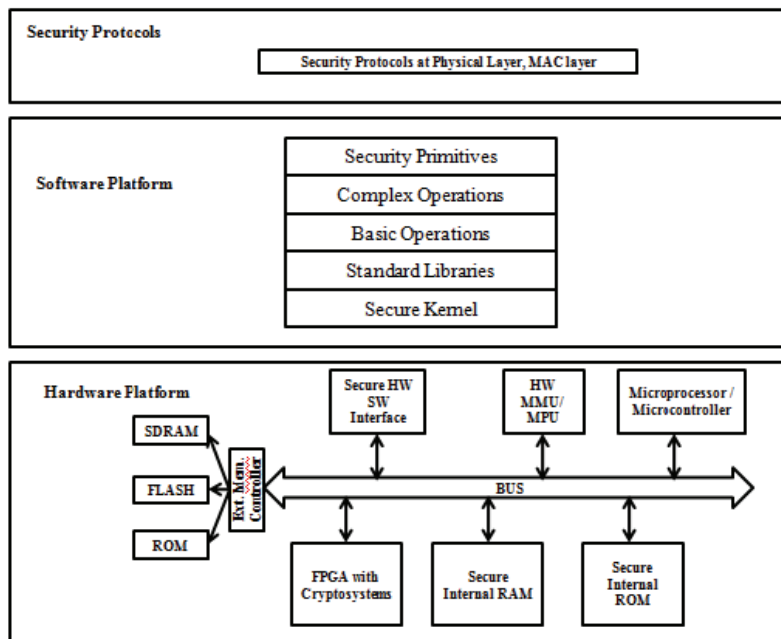 Security Protocols
Security Protocols at Physical Layer, MAC layer
Software Platform
Security Primitives
Complex Operations
Basic Operations
Standard Libraries
Secure Kernel
Hardware Platform
Secure HW
SW
Interface
HW
MMU/
MPU
Microprocessor /
Microcontroller
SDRAM
FLASH
ROM
Ext. Mem.
Controller
BUS
FPGA with
Cryptosystems
Secure
Internal RAM
Secure
Internal
ROM